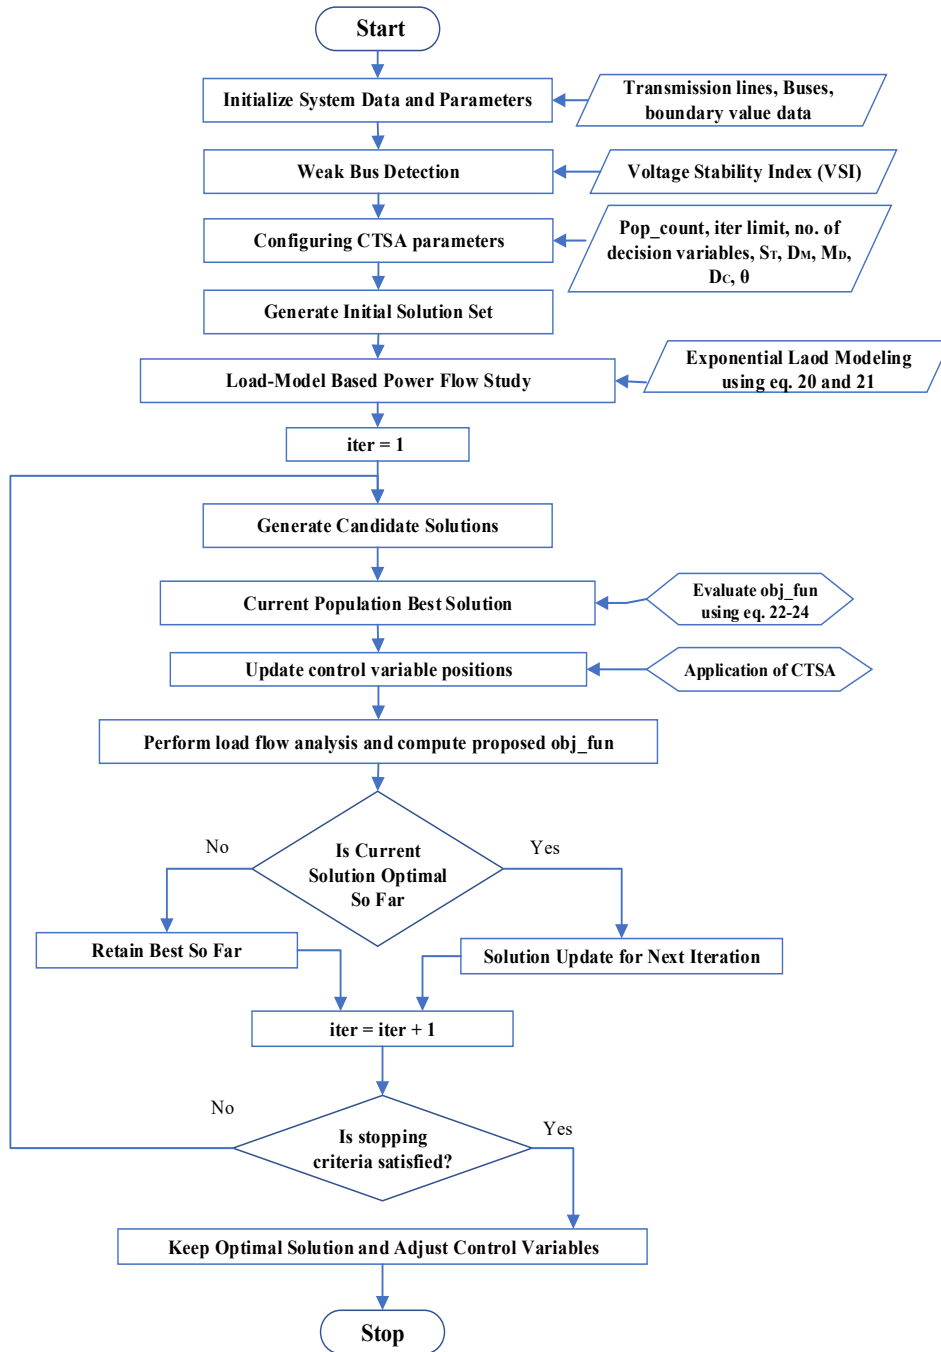 Start
Initialize System Data and Parameters
Transmission lines, Buses,
boundary value data
Weak Bus Detection
Voltage Stability Index (VSI)
Configuring CTSA parameters
Pop_count, iter limit, no. of
decision variables, ST, DM, MD,
DC, θ
Generate Initial Solution Set
Load-Model Based Power Flow Study
Exponential Laod Modeling
using eq. 20 and 21
iter = 1
Generate Candidate Solutions
Current Population Best Solution
Evaluate obj_fun
using eq. 22-24
Update control variable positions
Application of CTSA
Perform load flow analysis and compute proposed obj_fun
No
Is Current
Solution Optimal
So Far
Yes
Retain Best So Far
Solution Update for Next Iteration
iter = iter + 1
No
Is stopping
criteria satisfied?
Yes
Keep Optimal Solution and Adjust Control Variables
Stop